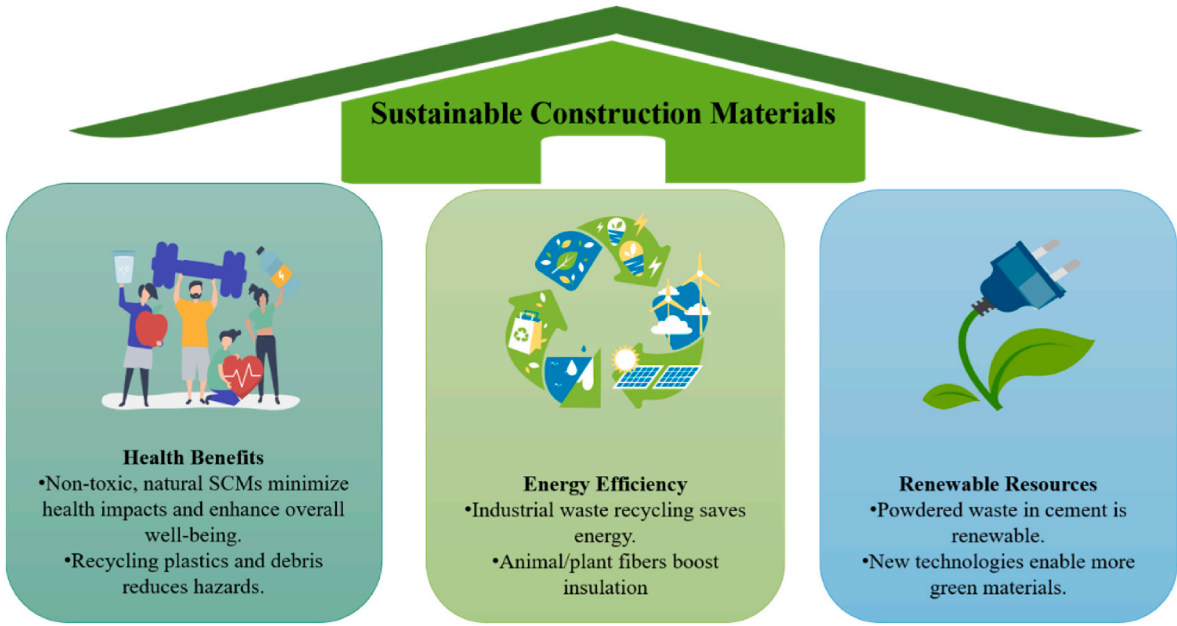 Sustainable Construction Materials
Health Benefits
•Non-toxic, natural SCMs minimize
health impacts and enhance overall
well-being.
•Recycling plastics and debris
reduces hazards.
Energy Efficiency
•Industrial waste recycling saves
energy.
•Animal/plant fibers boost
insulation
Renewable Resources
•Powdered waste in cement is
renewable.
•New technologies enable more
green materials.